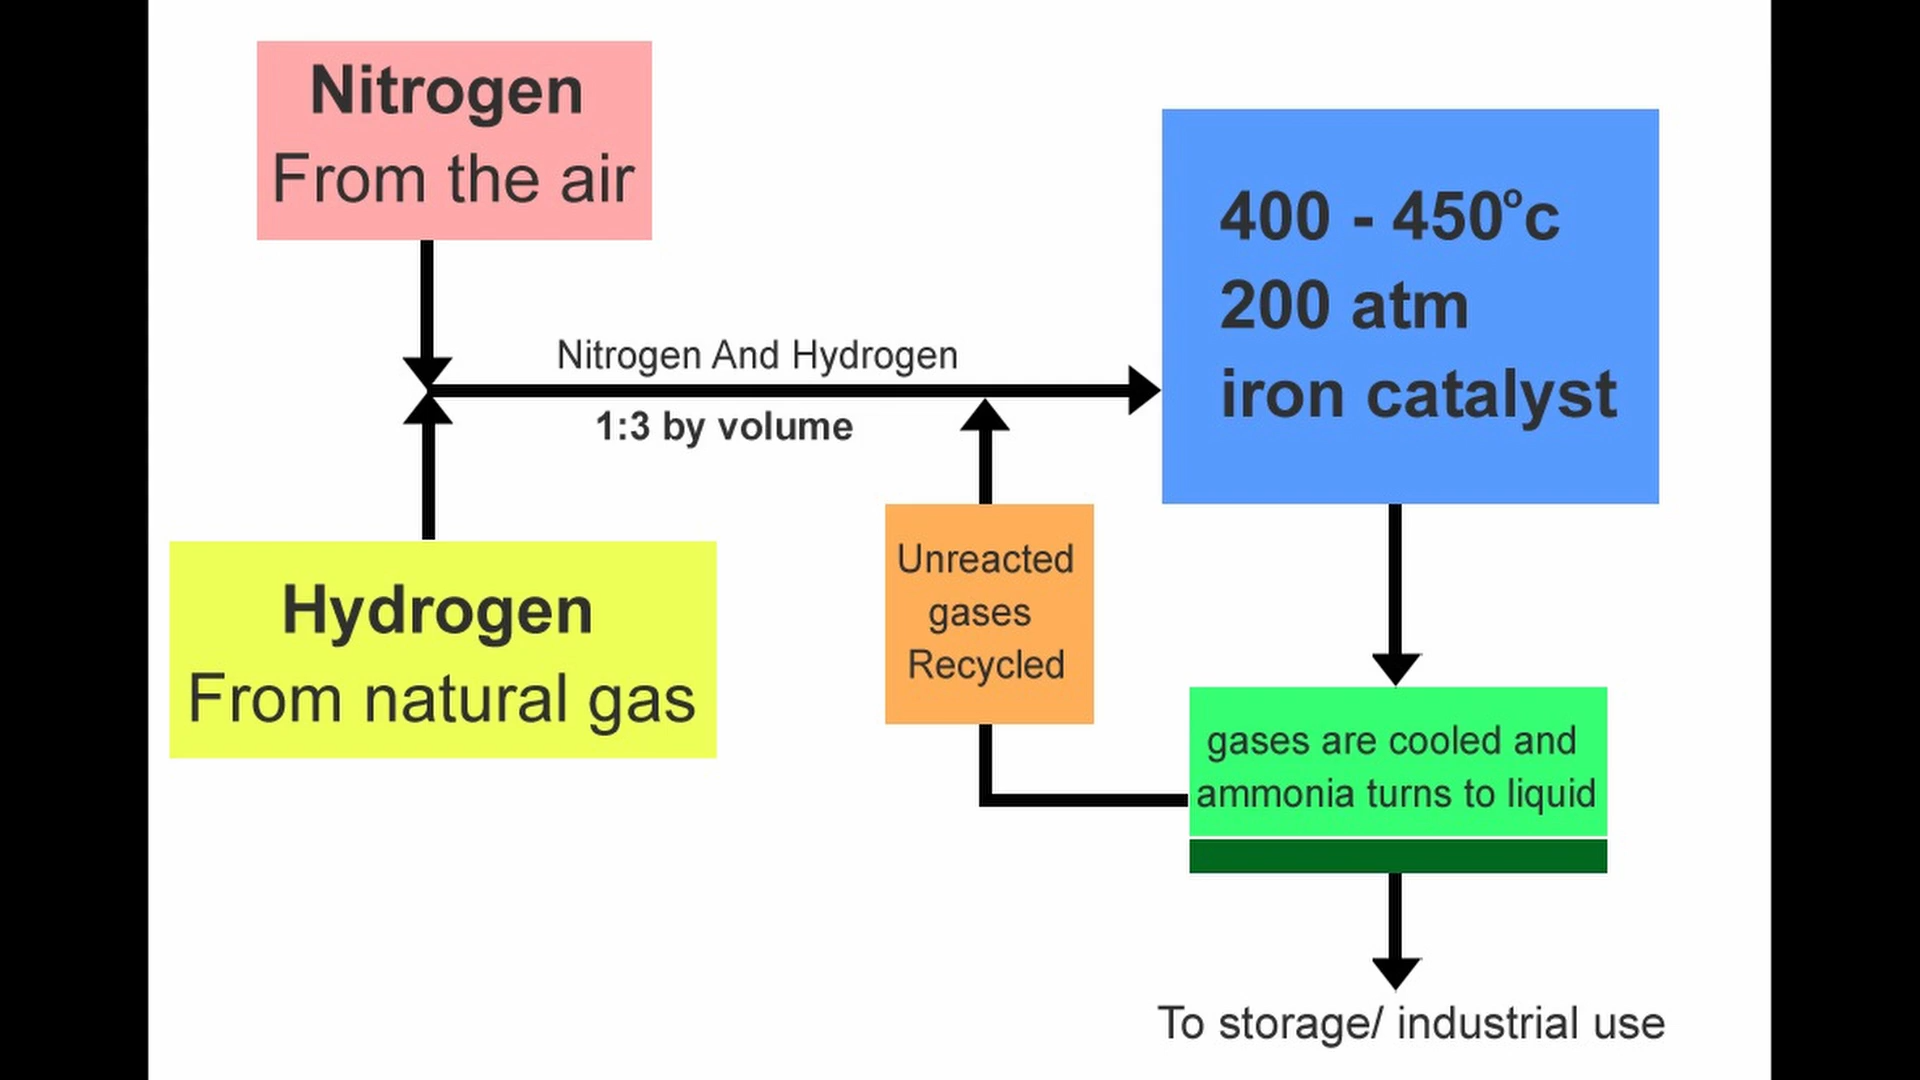 Nitrogen
From the air
Nitrogen And Hydrogen
1:3 by volume
Hydrogen
From natural gas
400 - 450°c
200 atm
iron catalyst
Unreacted
gases
Recycled
gases are cooled and
ammonia turns to liquid
To storage/ industrial use